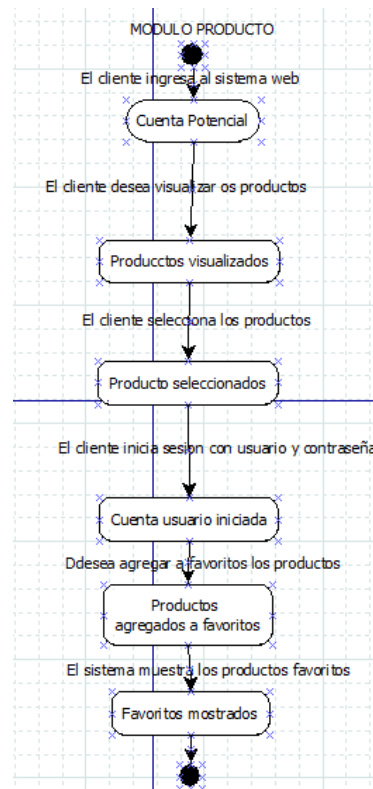 MODULO PRODUCTO
El cliente ingresa al sistema web
Cuenta Potencial
El cliente desea visualizar os productos
Producctos visualizados
El cliente selecciona los productos
Producto seleccionados
El cliente inicia sesion con usuario y contraseña
Cuenta usuario iniciada
Ddesea agregar a favoritos los productos
Productos
agregados a favoritos
El sistema muestra los productos favoritos
Favoritos mostrados